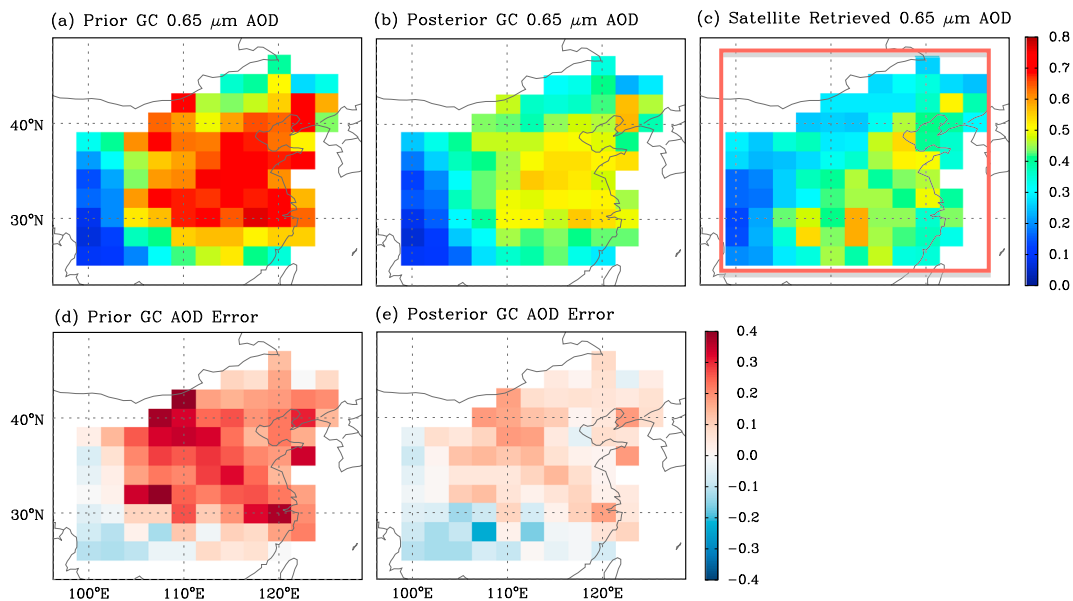 (a) Prior GC 0.65 μm AOD
(b) Posterior GC 0.65 μm AOD
(c) Satellite Retrieved 0.65 μm AOD
40°N
30°N
0.8
0.7
0.6
0.5
0.4
0.3
0.2
0.1
0.0
(d) Prior GC AOD Error
(e) Posterior GC AOD Error
40°N
30°N
100°E
110°E
120°E
100°E
110°E
120°E
0.4
0.3
0.2
0.1
0.0
−0.1
−0.2
−0.3
−0.4